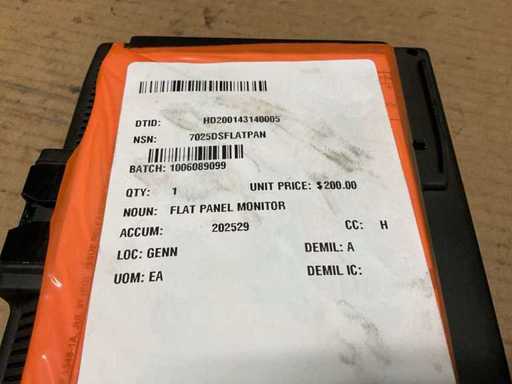 DTID: HD200143140005
NSN: 7025DSFLATPAN
BATCH: 1006089099
QTY: 1 UNIT PRICE: $200.00
NOUN: FLAT PANEL MONITOR
ACCUM: 202529 CC: H
LOC: GENN DEMIL: A
UOM: EA DEMIL IC: